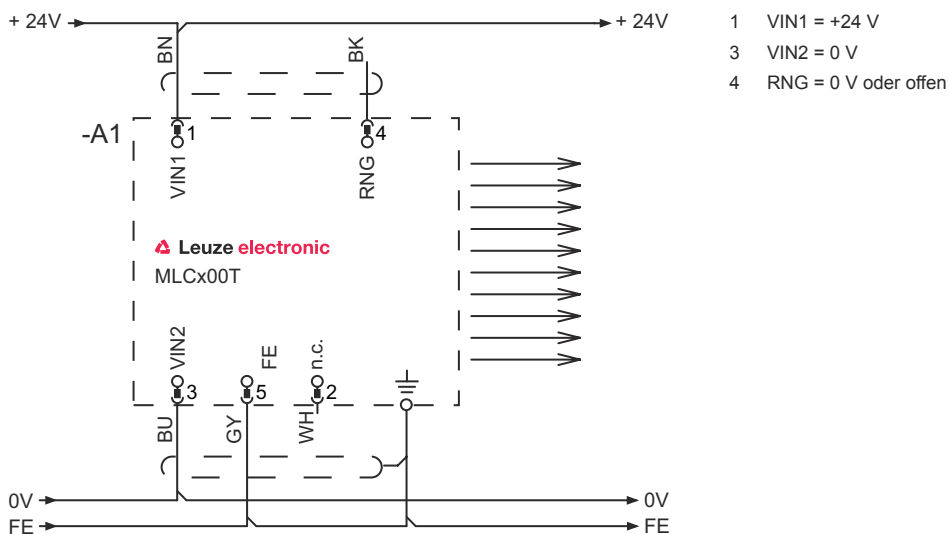 + 24V
+ 24V
1 VIN1 = +24 V
3 VIN2 = 0 V
4 RNG = 0 V oder offen
BN
BK
-A1
1
4
VIN1
RNG
Leuze electronic
MLCx00T
VIN2
FE
n.c.
3
5
2
BU
GY
WH
0V
0V
FE
FE